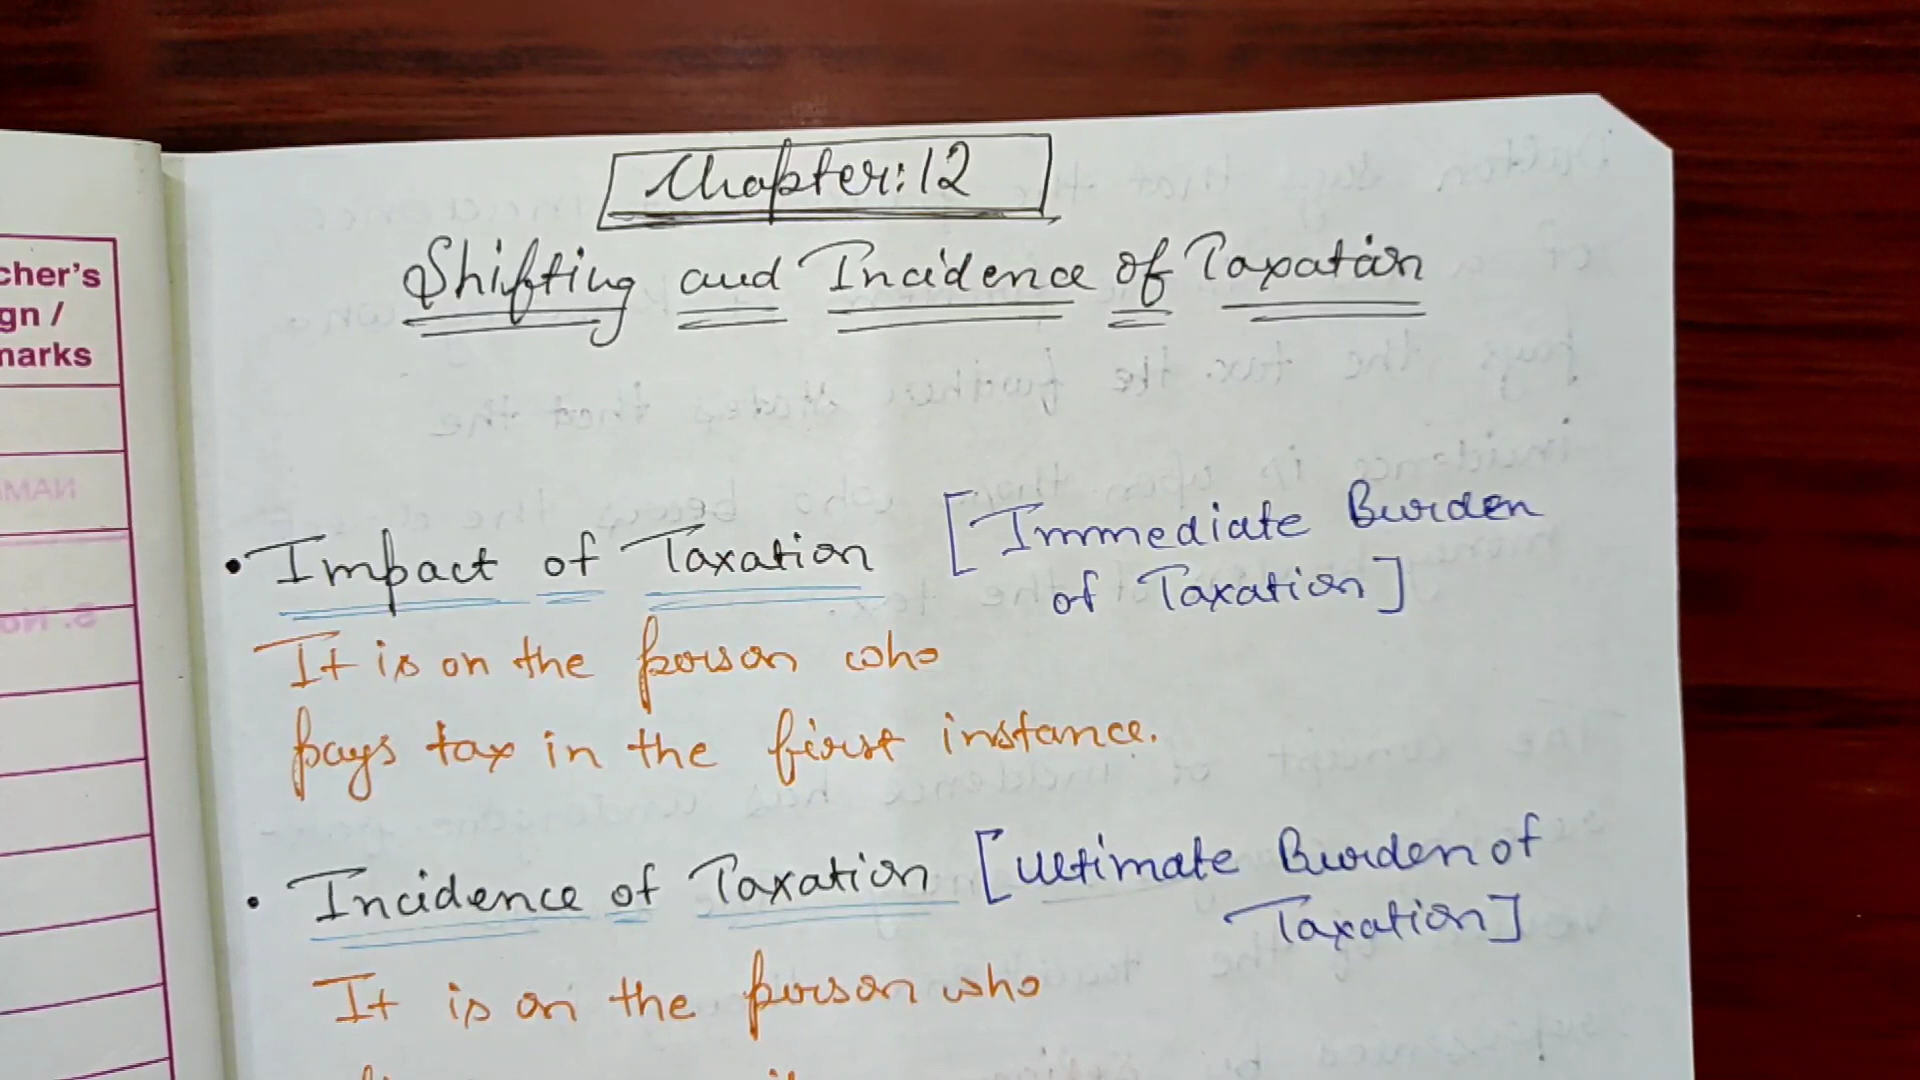 Chapter:12
Shifting and Incidence of Taxation
• Impact of Taxation [Immediate Burden
of Taxation]
It is on the person who
pays tax in the first instance.
• Incidence of Taxation [Ultimate Burden of
Taxation]
It is on the person who
cher's
gn /
marks